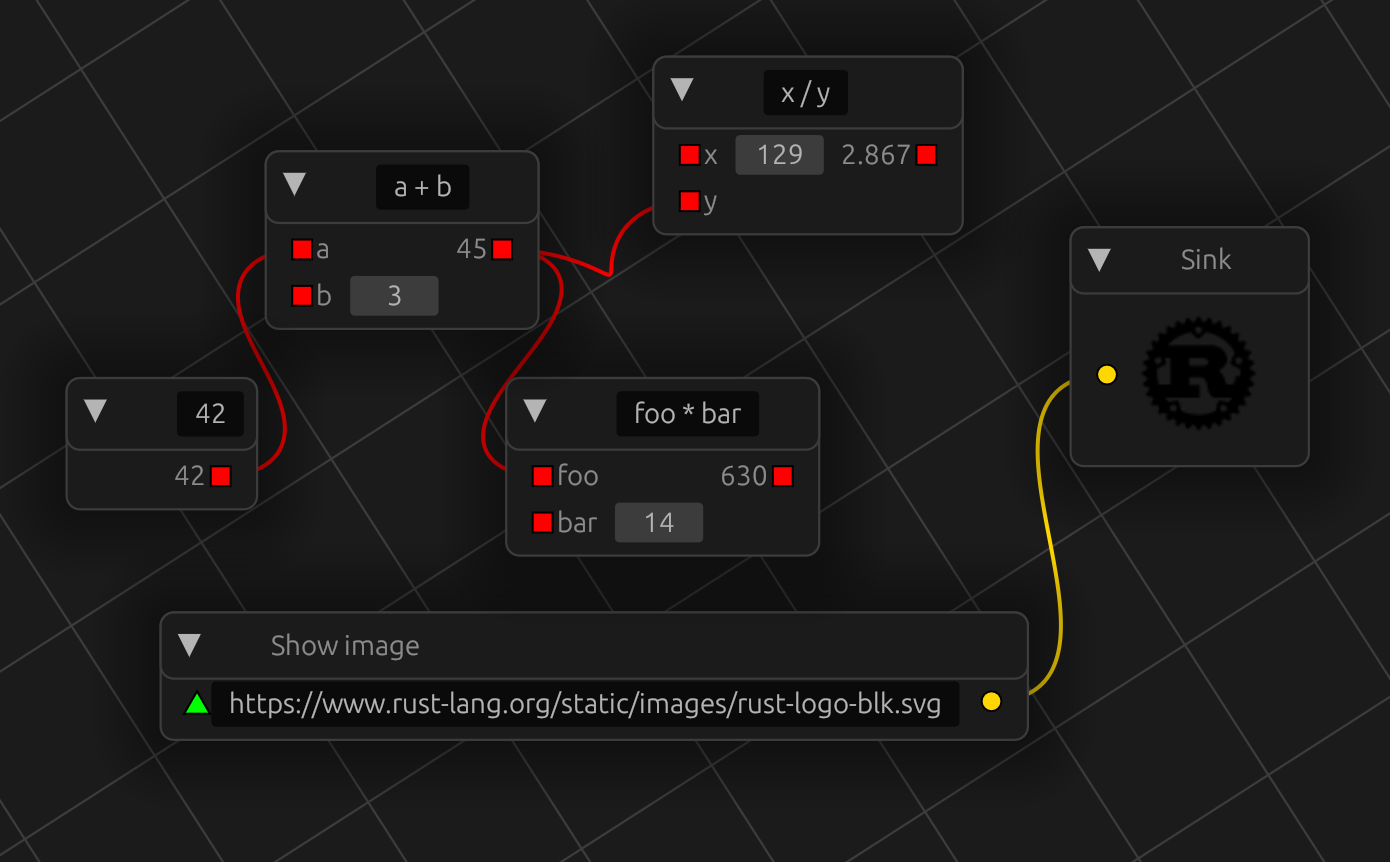 x / y
x 129 2.867
y
a + b
a 45
b 3
Sink
R
42
42
foo * bar
foo 630
bar 14
Show image
https://www.rust-lang.org/static/images/rust-logo-blk.svg